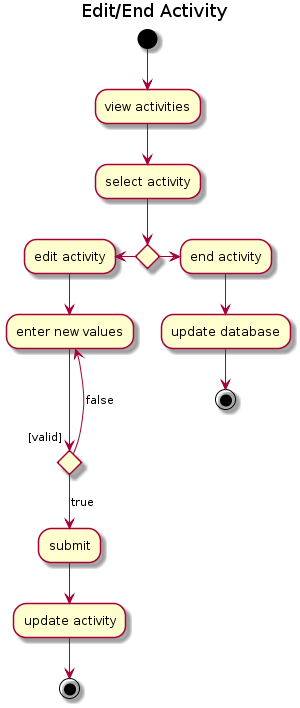 Edit/End Activity
view activities
select activity
edit activity
end activity
enter new values
update database
false
[valid]
true
submit
update activity